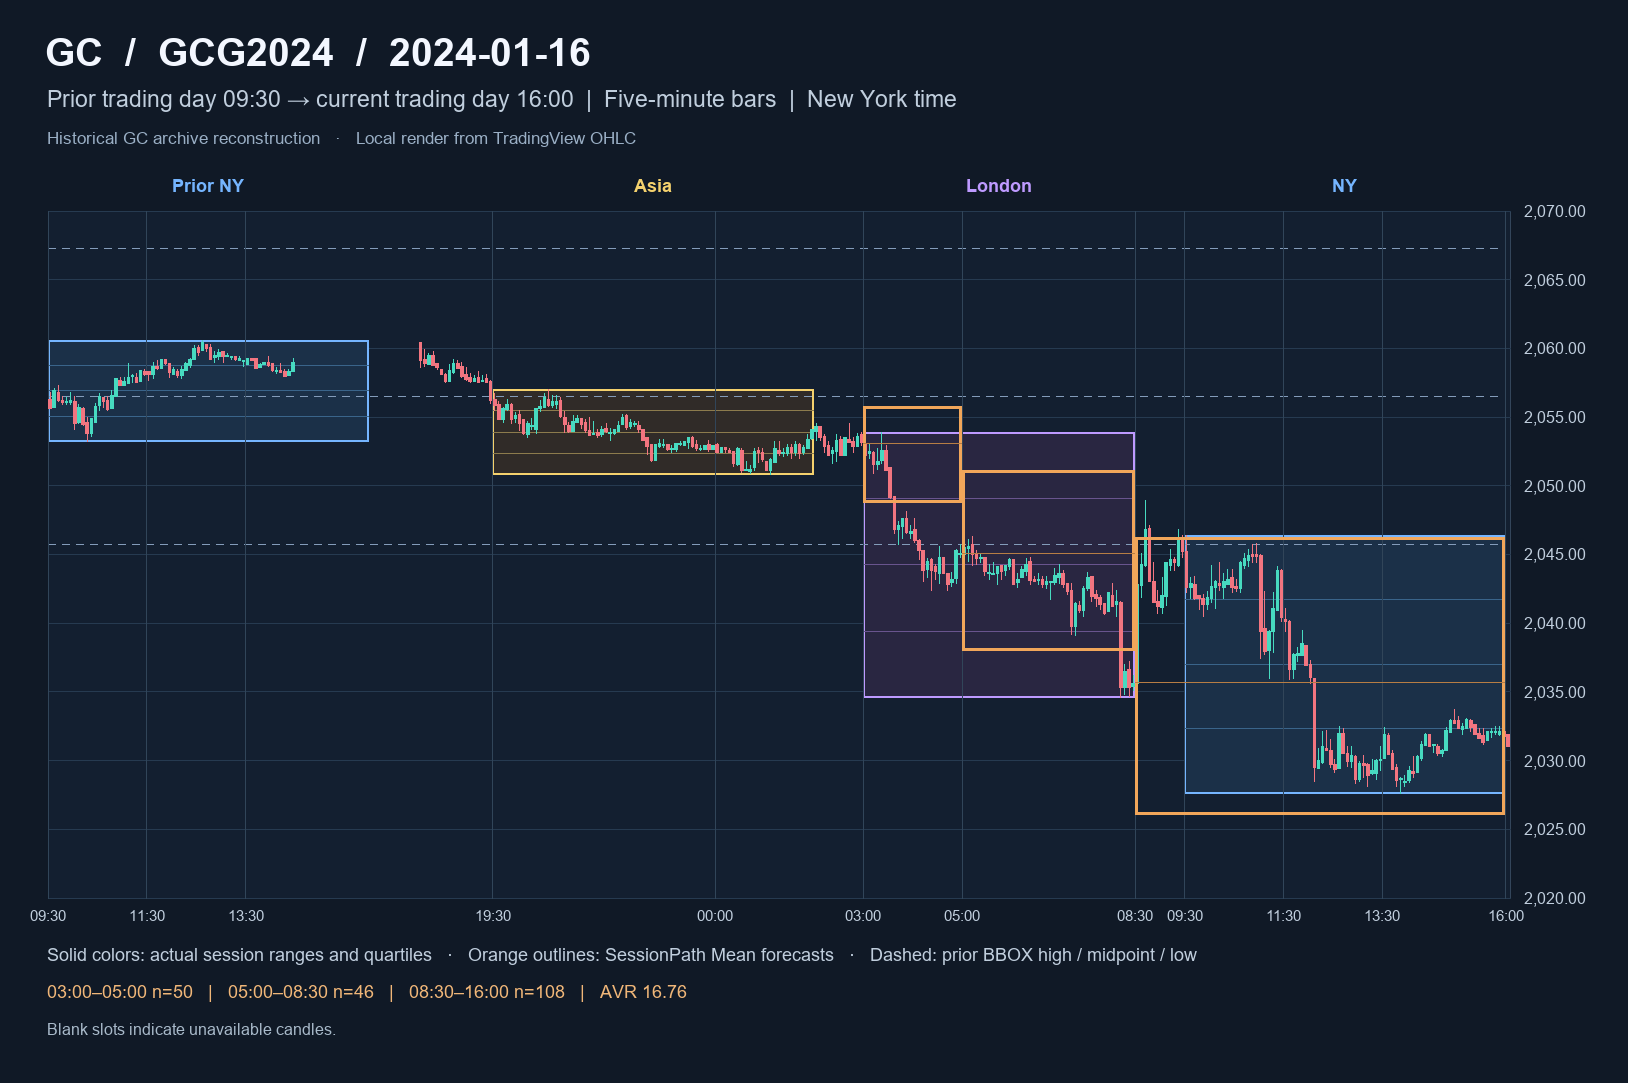 GC / GCG2024 / 2024-01-16
Prior trading day 09:30 → current trading day 16:00 | Five-minute bars | New York time
Historical GC archive reconstruction · Local render from TradingView OHLC
Prior NY Asia London NY
2,070.00
2,065.00
2,060.00
2,055.00
2,050.00
2,045.00
2,040.00
2,035.00
2,030.00
2,025.00
2,020.00
09:30 11:30 13:30 19:30 00:00 03:00 05:00 08:30 09:30 11:30 13:30 16:00
Solid colors: actual session ranges and quartiles · Orange outlines: SessionPath Mean forecasts · Dashed: prior BBOX high / midpoint / low
03:00–05:00 n=50 | 05:00–08:30 n=46 | 08:30–16:00 n=108 | AVR 16.76
Blank slots indicate unavailable candles.